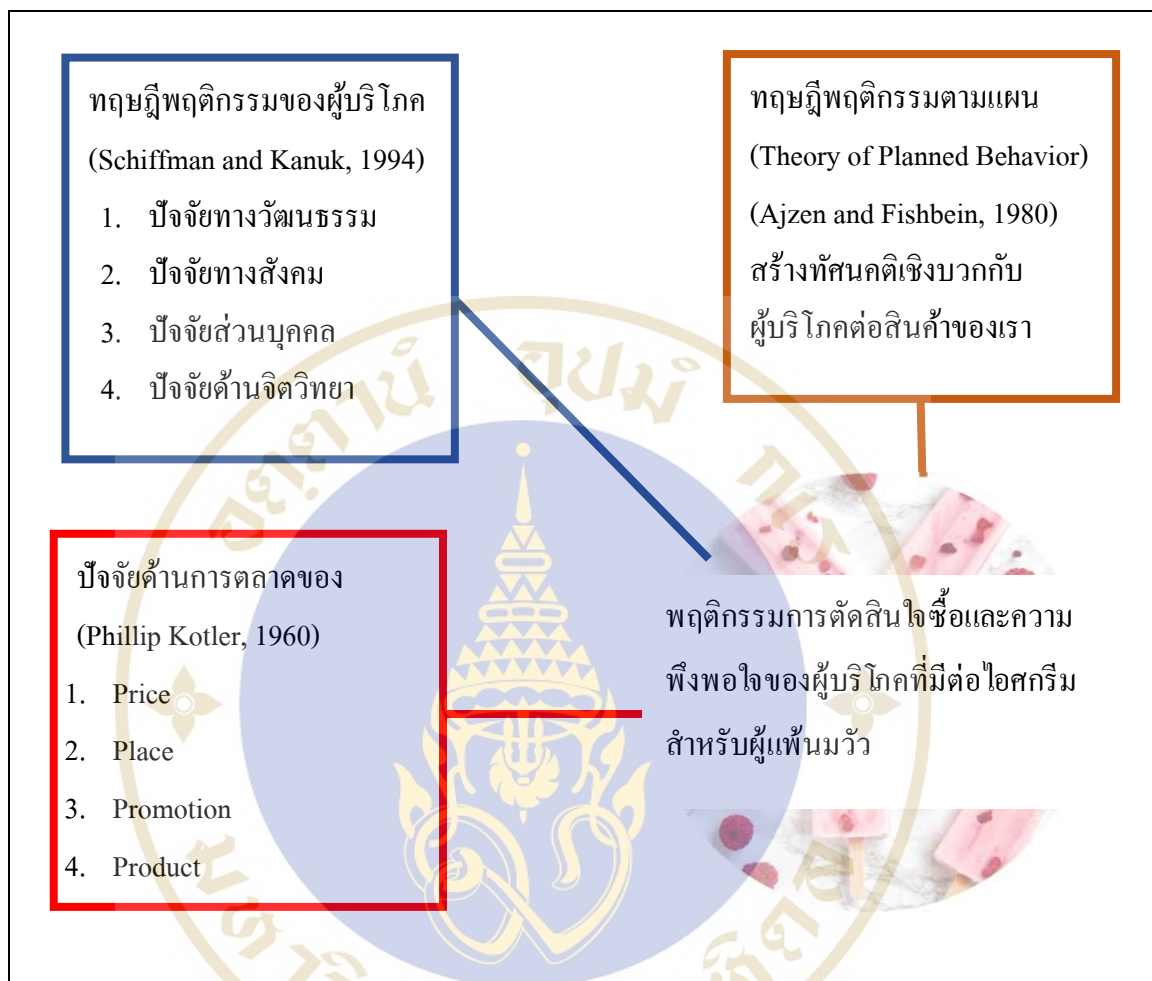 ทฤษฎีพฤติกรรมของผู้บริโภค
(Schiffman and Kanuk, 1994)
1. ปัจจัยทางวัฒนธรรม
2. ปัจจัยทางสังคม
3. ปัจจัยส่วนบุคคล
4. ปัจจัยด้านจิตวิทยา
ทฤษฎีพฤติกรรมตามแผน
(Theory of Planned Behavior)
(Ajzen and Fishbein, 1980)
สร้างทัศนคติเชิงบวกกับ
ผู้บริโภคต่อสินค้าของเรา
ปัจจัยด้านการตลาดของ
(Phillip Kotler, 1960)
1. Price
2. Place
3. Promotion
4. Product
พฤติกรรมการตัดสินใจซื้อและความ
พึงพอใจของผู้บริโภคที่มีต่อไอศกรีม
สำหรับผู้แพ้นมวัว
อตฺตานํ อุปมํ กเร